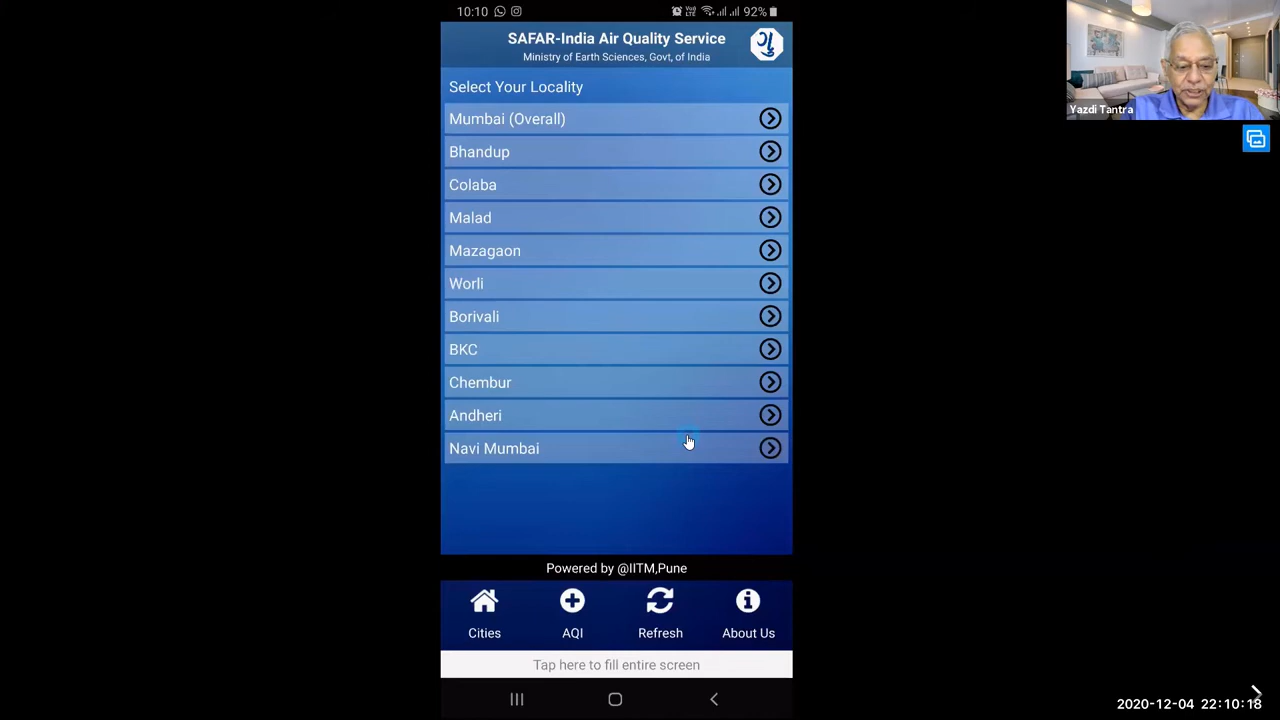 10:10
VoI
LTE
92%
SAFAR-India Air Quality Service
Ministry of Earth Sciences, Govt, of India
Select Your Locality
Mumbai (Overall)
Bhandup
Colaba
Malad
Mazagaon
Worli
Borivali
BKC
Chembur
Andheri
Navi Mumbai
Powered by @IITM,Pune
Cities
AQI
Refresh
About Us
Tap here to fill entire screen
Yazdi Tantra
2020-12-04 22:10:18